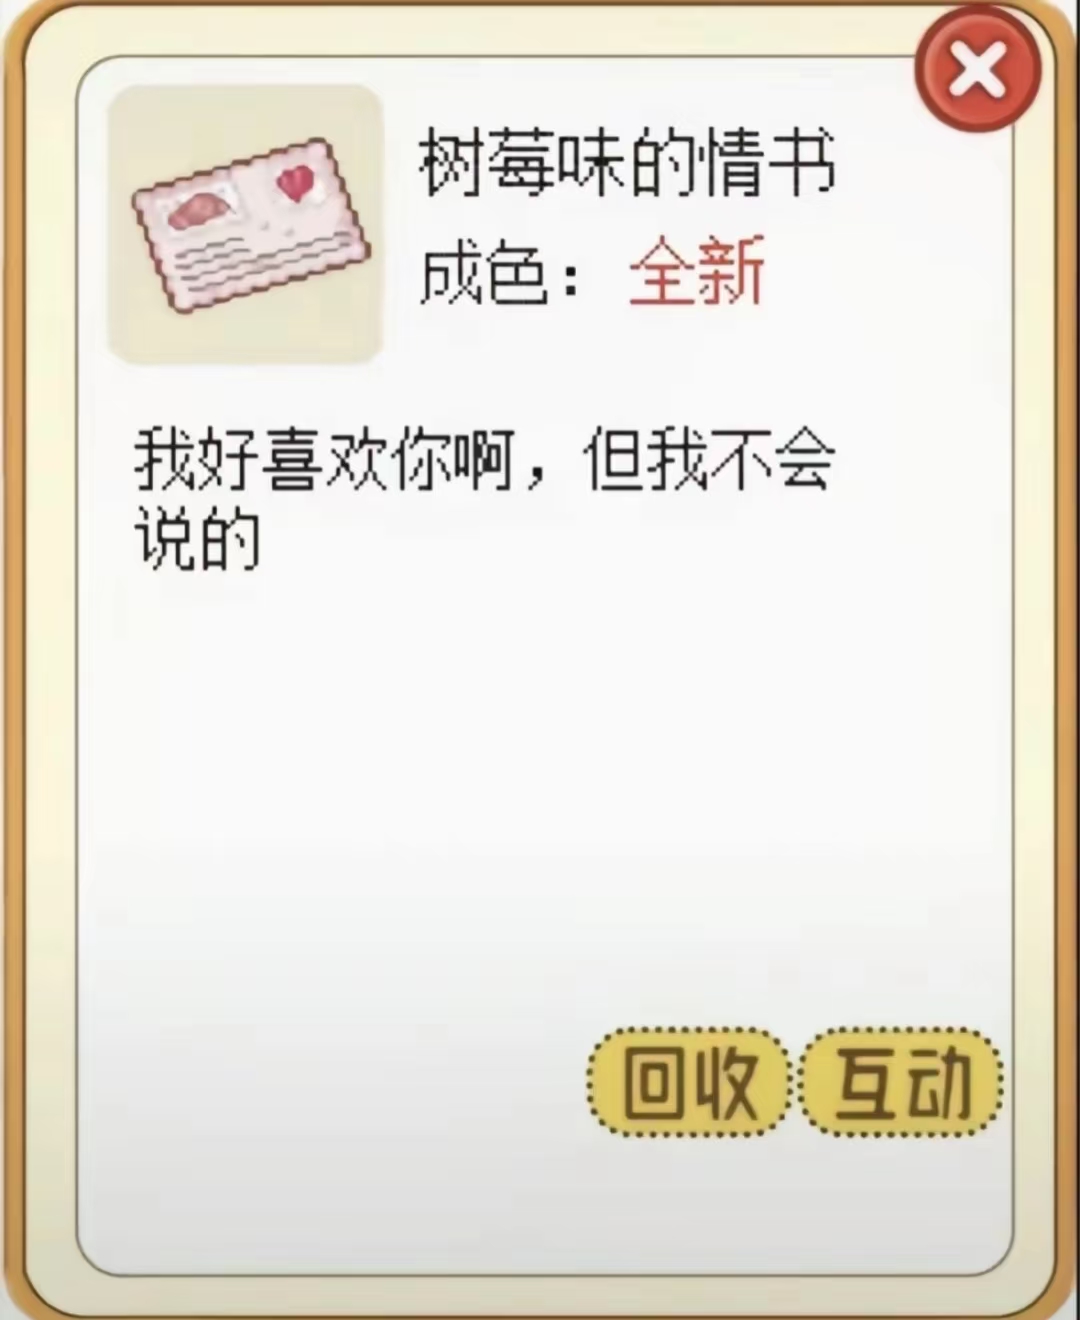 树莓味的情书
成色：全新
我好喜欢你啊，但我不会
说的
回收 互动